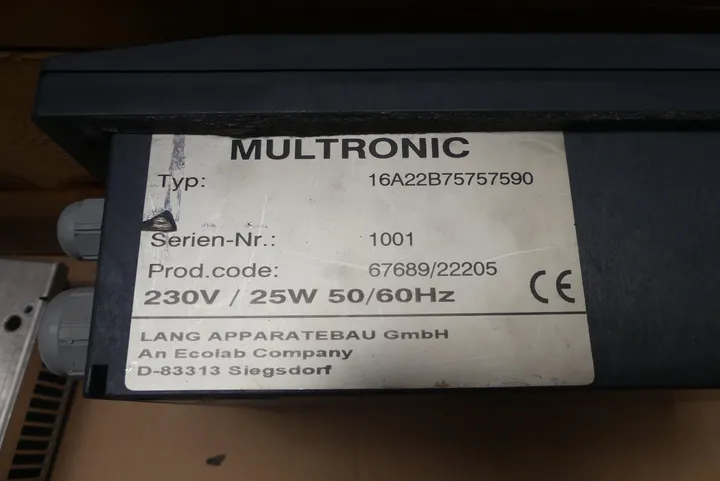 MULTRONIC
Typ: 16A22B75757590
Serien-Nr.: 1001
Prod.code: 67689/22205
230V / 25W 50/60Hz CE
LANG APPARATEBAU GmbH
An Ecolab Company
D-83313 Siegsdorf